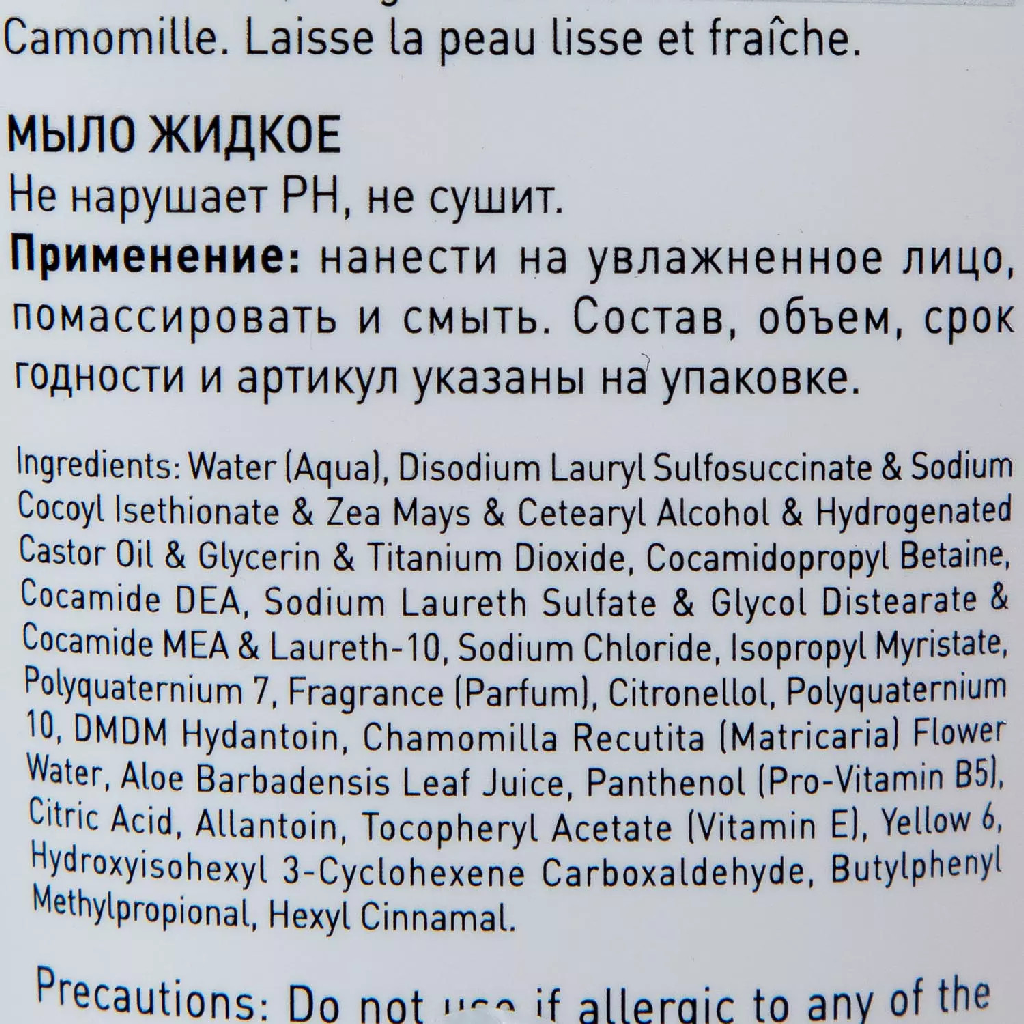 Camomille. Laisse la peau lisse et fraîche.
МЫЛО ЖИДКОЕ
Не нарушает PH, не сушит.
Применение: нанести на увлажненное лицо,
помассировать и смыть. Состав, объем, срок
годности и артикул указаны на упаковке.
Ingredients: Water (Aqua), Disodium Lauryl Sulfosuccinate & Sodium
Cocoyl Isethionate & Zea Mays & Cetearyl Alcohol & Hydrogenated
Castor Oil & Glycerin & Titanium Dioxide, Cocamidopropyl Betaine,
Cocamide DEA, Sodium Laureth Sulfate & Glycol Distearate &
Cocamide MEA & Laureth-10, Sodium Chloride, Isopropyl Myristate,
Polyquaternium 7, Fragrance (Parfum), Citronellol, Polyquaternium
10, DMDM Hydantoin, Chamomilla Recutita (Matricaria) Flower
Water, Aloe Barbadensis Leaf Juice, Panthenol (Pro-Vitamin B5),
Citric Acid, Allantoin, Tocopheryl Acetate (Vitamin E), Yellow 6,
Hydroxyisohexyl 3-Cyclohexene Carboxaldehyde, Butylphenyl
Methylpropional, Hexyl Cinnamal.
Precautions: Do not if allergic to any of the